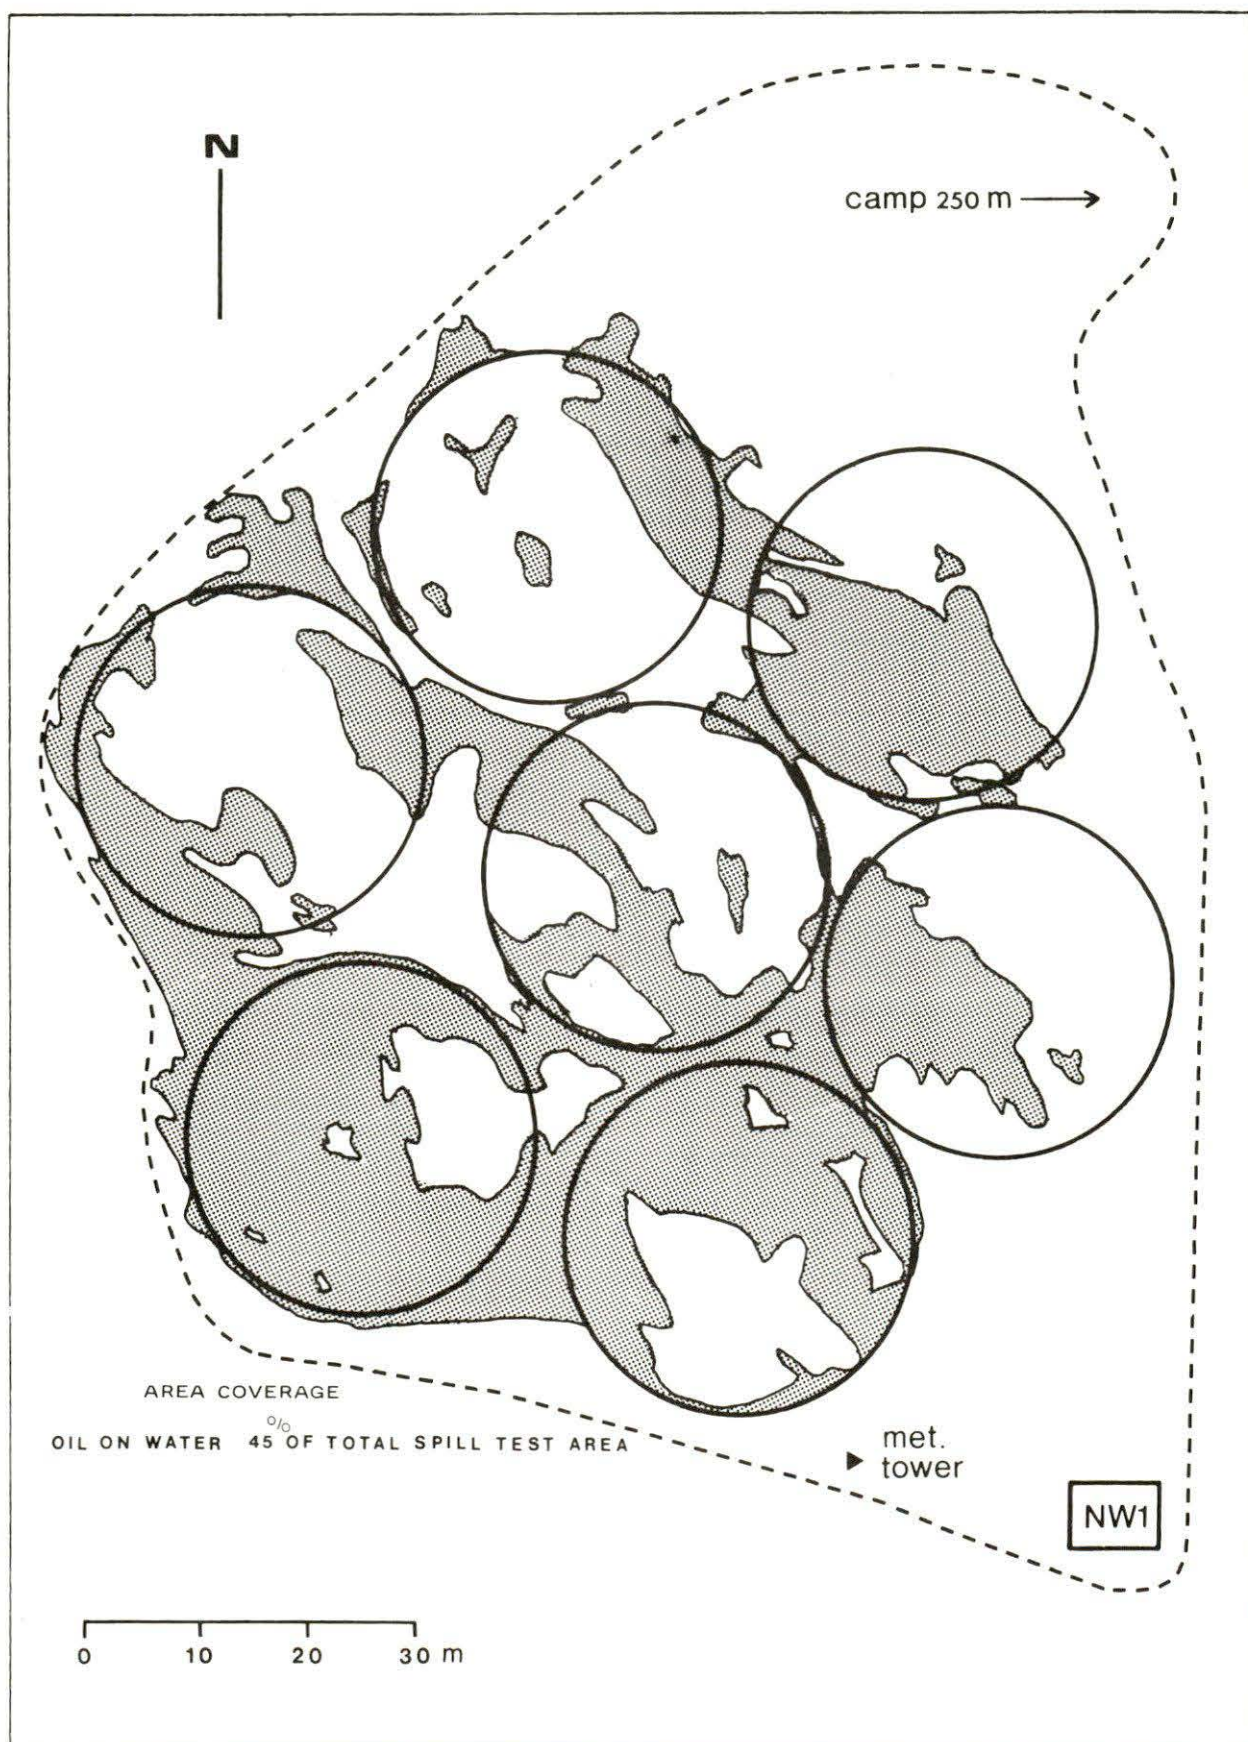 N
camp 250 m
AREA COVERAGE
%
OIL ON WATER 45 OF TOTAL SPILL TEST AREA
met.
tower
NW1
0 10 20 30 m